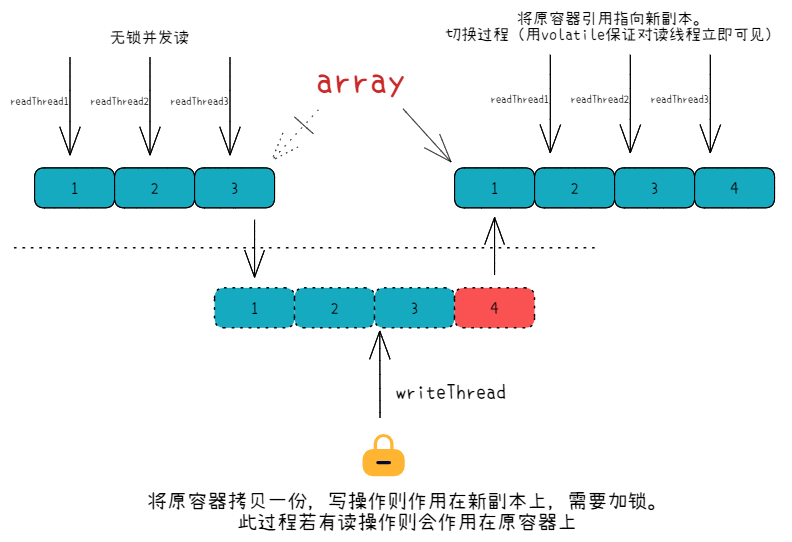 将原容器引用指向新副本。
无锁并发读
切换过程（用volatile保证对读线程立即可见）
array
readThread1 readThread2 readThread3
readThread1 readThread2 readThread3
1 2 3
1 2 3 4
1 2 3 4
writeThread
将原容器拷贝一份，写操作则作用在新副本上，需要加锁。
此过程若有读操作则会作用在原容器上